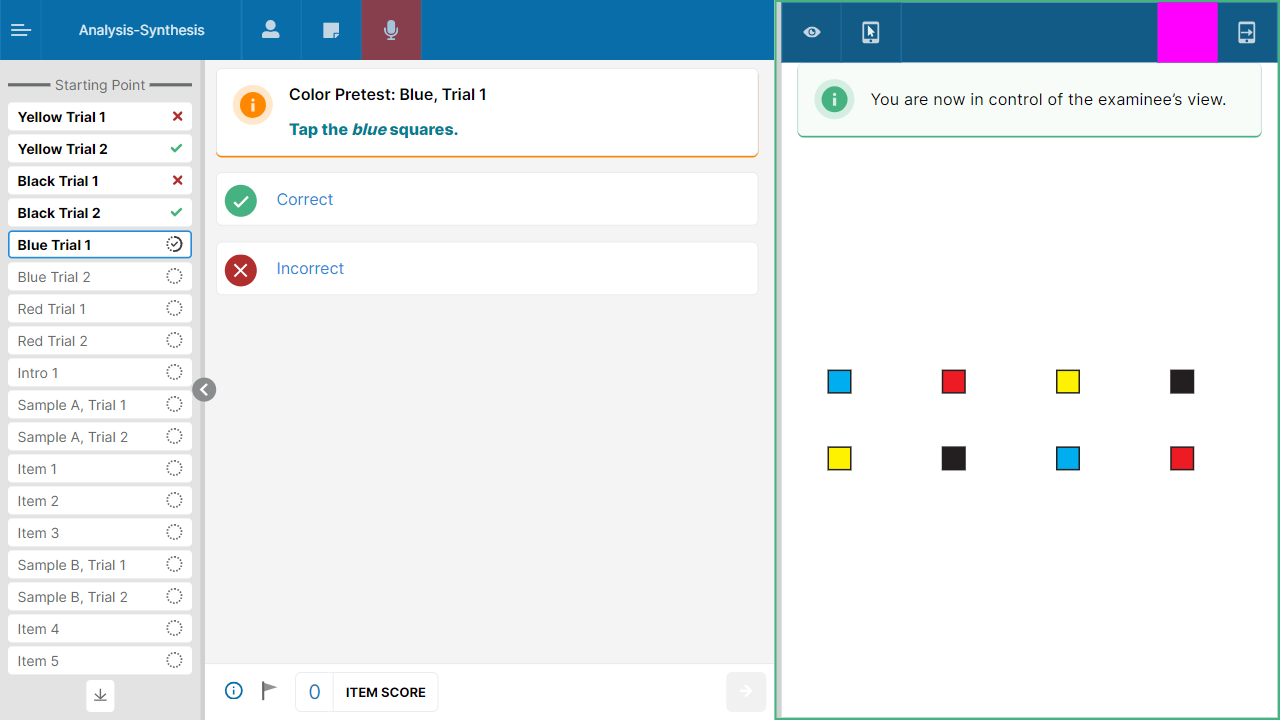 Analysis-Synthesis
Starting Point
Yellow Trial 1
Yellow Trial 2
Black Trial 1
Black Trial 2
Blue Trial 1
Blue Trial 2
Red Trial 1
Red Trial 2
Intro 1
Sample A, Trial 1
Sample A, Trial 2
Item 1
Item 2
Item 3
Sample B, Trial 1
Sample B, Trial 2
Item 4
Item 5
Color Pretest: Blue, Trial 1
Tap the blue squares.
Correct
Incorrect
0 ITEM SCORE
You are now in control of the examinee’s view.